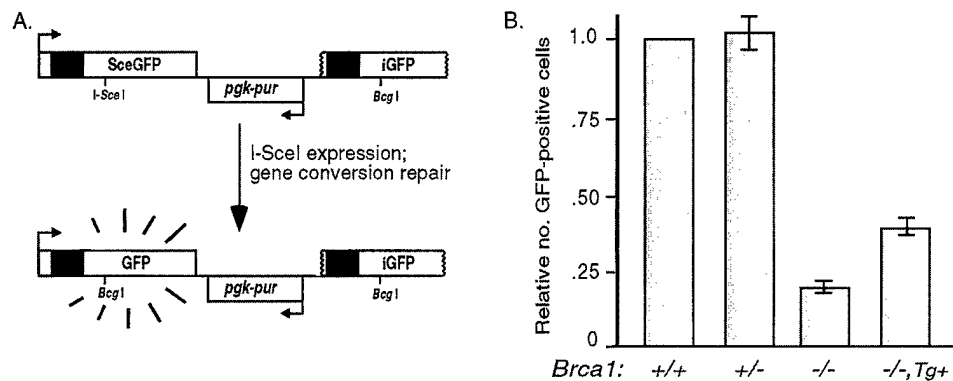 A.
SceGFP
iGFP
I-SceI
pgk-pur
BcgI
I-SceI expression;
gene conversion repair
GFP
iGFP
BcgI
pgk-pur
BcgI
B.
Relative no. GFP-positive cells
1.0
.75
.50
.25
0
Brca1: +/+ +/- -/- -/-,Tg+